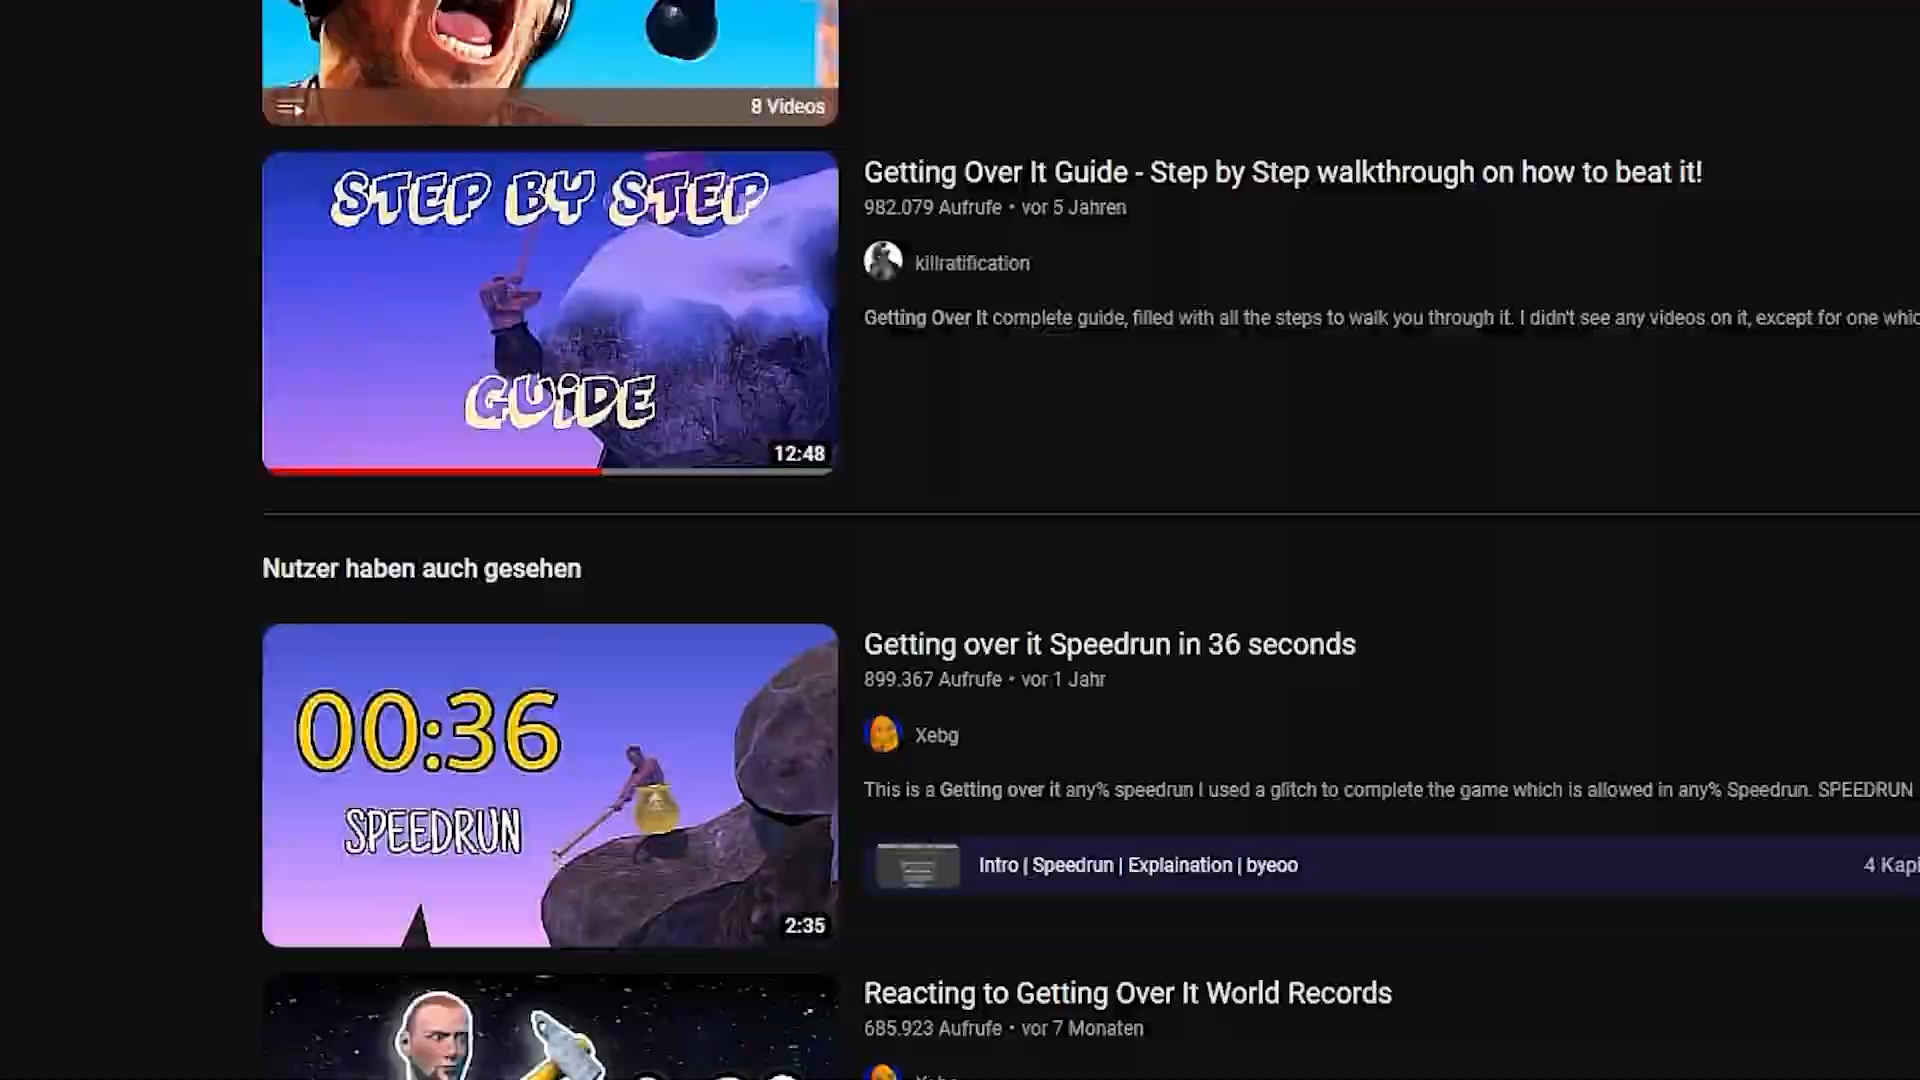 8 Videos
STEP BY STEP
GUIDE
12:48
Getting Over It Guide - Step by Step walkthrough on how to beat it!
982.079 Aufrufe • vor 5 Jahren
killratification
Getting Over It complete guide, filled with all the steps to walk you through it. I didn't see any videos on it, except for one
Nutzer haben auch gesehen
00:36
SPEEDRUN
2:35
Getting over it Speedrun in 36 seconds
899.367 Aufrufe • vor 1 Jahr
Xebg
This is a Getting over it any% speedrun I used a glitch to complete the game which is allowed in any% Speedrun. SPEEDRUN
Intro | Speedrun | Explaination | byeoo
4 Kapi
Reacting to Getting Over It World Records
685.923 Aufrufe • vor 7 Monaten